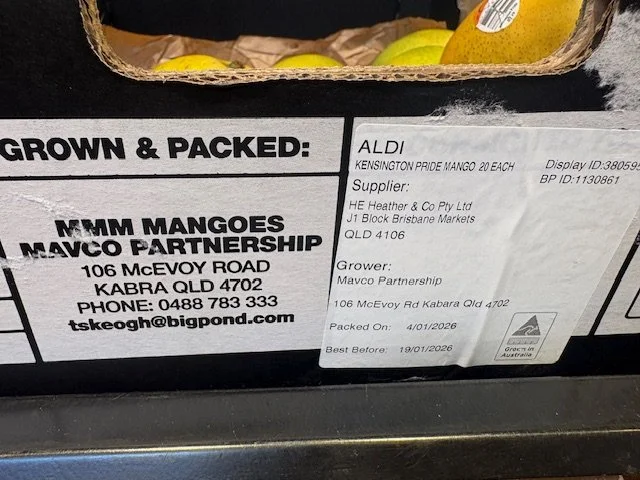 GROWN & PACKED:
MMM MANGOES
MAVCO PARTNERSHIP
106 McEVOY ROAD
KABRA QLD 4702
PHONE: 0488 783 333
tskeogh@bigpond.com
ALDI
KENSINGTON PRIDE MANGO 20 EACH
Display ID:380595
BP ID:1130861
Supplier:
HE Heather & Co Pty Ltd
J1 Block Brisbane Markets
QLD 4106
Grower:
Mavco Partnership
106 McEvoy Rd Kabara Qld 4702
Packed On: 4/01/2026
Best Before: 19/01/2026
Grown in
Australia